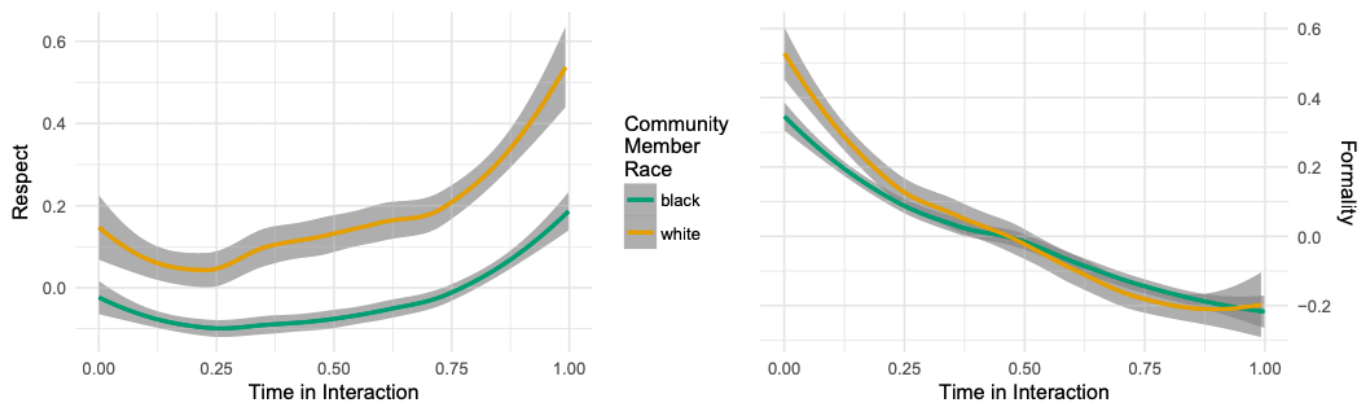 0.6
0.4
0.2
0.0
Respect
0.00 0.25 0.50 0.75 1.00
Time in Interaction
Community
Member
Race
black
white
0.6
0.4
0.2
0.0
−0.2
Formality
0.00 0.25 0.50 0.75 1.00
Time in Interaction